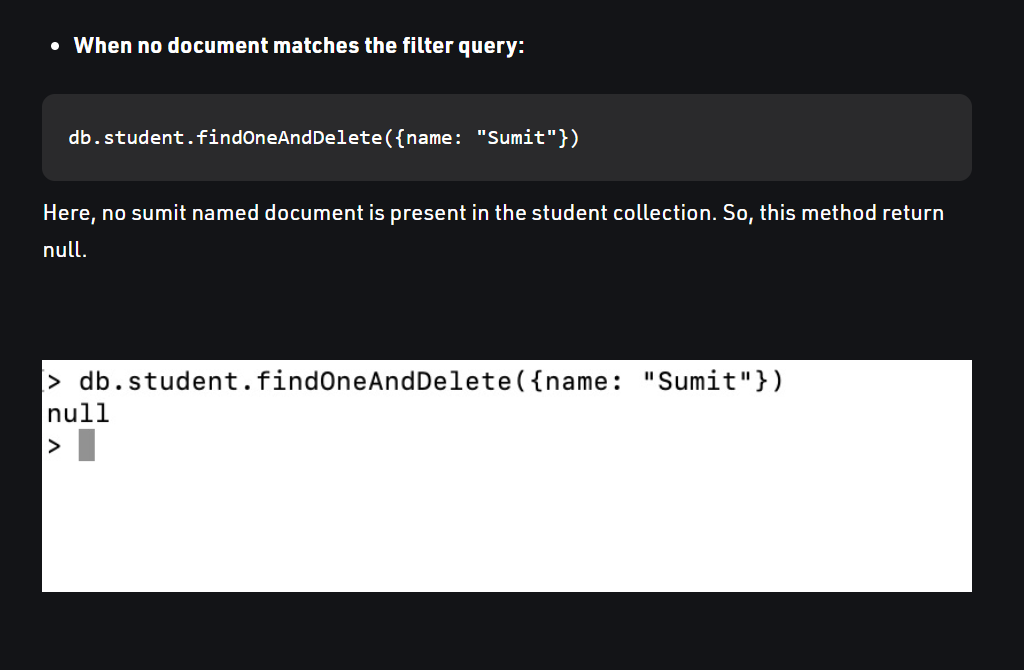 • When no document matches the filter query:
db.student.findOneAndDelete({name: "Sumit"})
Here, no sumit named document is present in the student collection. So, this method return
null.
> db.student.findOneAndDelete({name: "Sumit"})
null
>